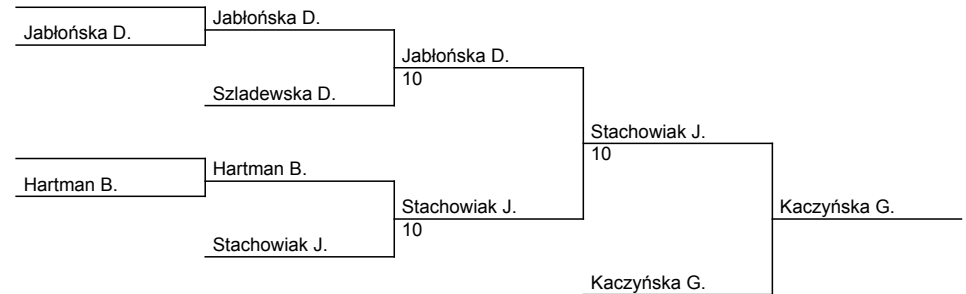 Jabłońska D.
Jabłońska D.
Jabłońska D.
10
Szladewska D.
Stachowiak J.
10
Hartman B.
Hartman B.
Stachowiak J.
10
Kaczyńska G.
Stachowiak J.
Kaczyńska G.